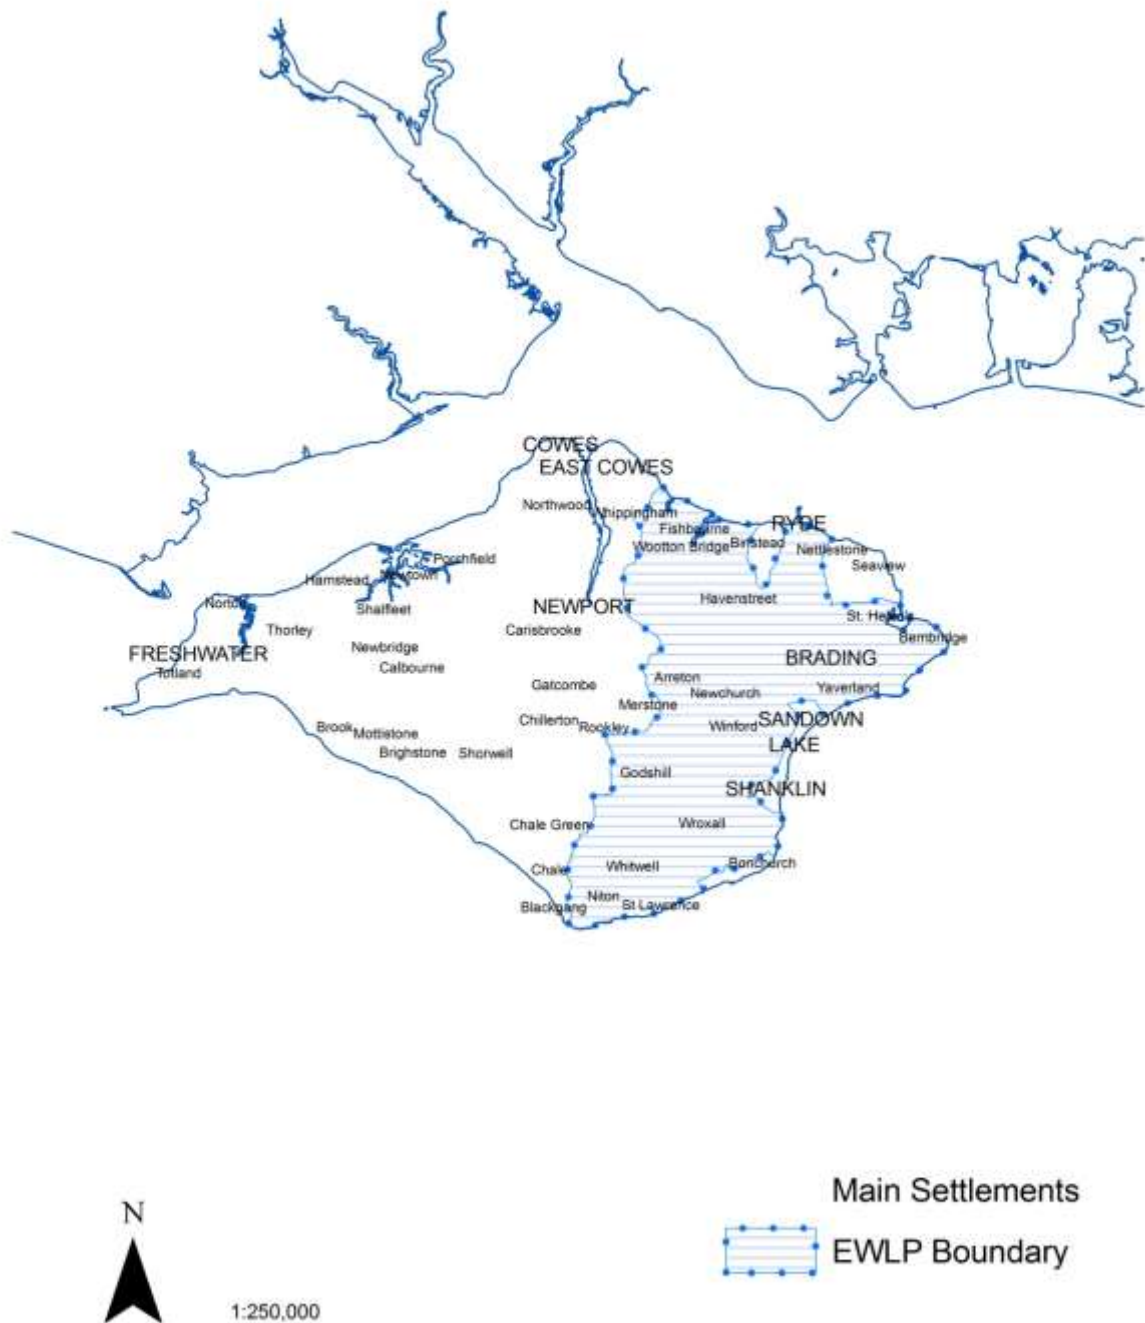 COWES
EAST COWES
Northwood
Whippingham
RYDE
Fishbourne
Wootton Bridge
Binstead
Nettlestone
Seaview
Porchfield
Hamstead
Newtown
Norton
Shalfleet
Thorley
NEWPORT
Havenstreet
St. Helens
Carisbrooke
Bembridge
FRESHWATER
Totland
Newbridge
Calbourne
BRADING
Arreton
Gatcombe
Newchurch
Yaverland
Merstone
Brook
Mottistone
Chillerton
Rookley
Winford
SANDOWN
Brighstone
Shorwell
LAKE
Godshill
SHANKLIN
Chale Green
Wroxall
Chale
Whitwell
Bonchurch
Blackgang
Niton
St Lawrence
Main Settlements
N
EWLP Boundary
1:250,000